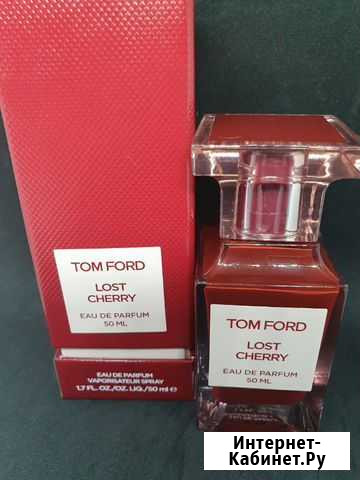 TOM FORD
LOST
CHERRY
EAU DE PARFUM
50 ML
EAU DE PARFUM
VAPORISATEUR SPRAY
1.7 FL. OZ./OZ. LIQ./50 ml ℮
TOM FORD
LOST
CHERRY
EAU DE PARFUM
50 ML
Интернет-
Кабинет.Ру